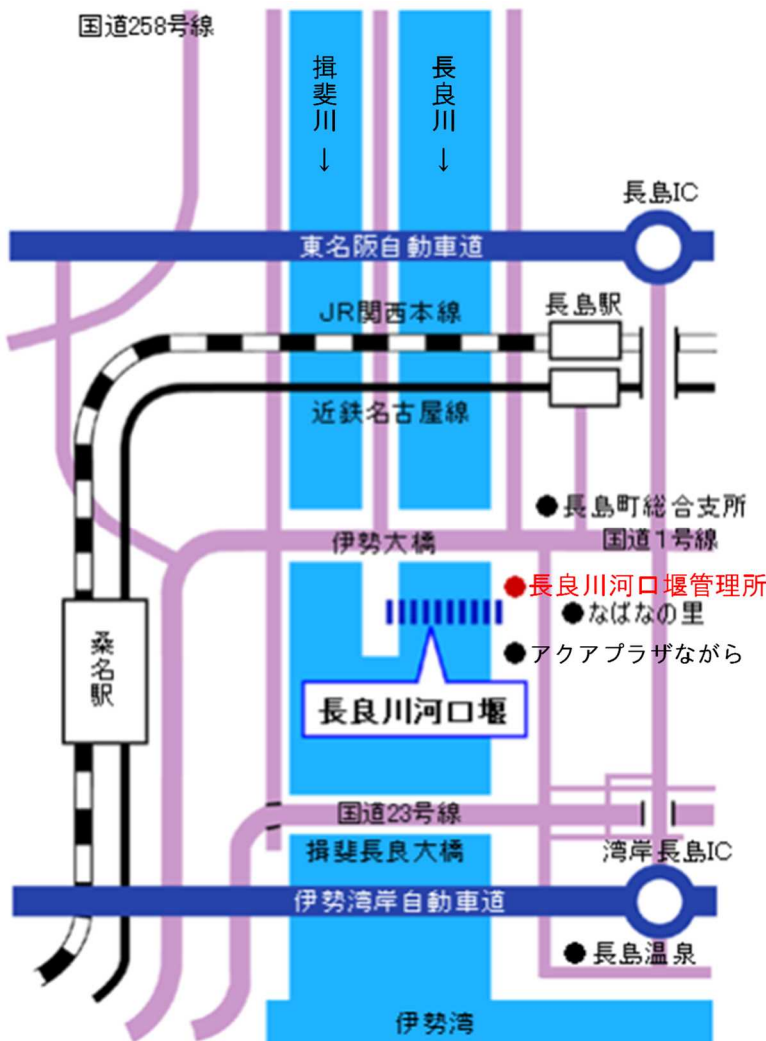 国道258号線
揖斐川↓
長良川↓
長島IC
東名阪自動車道
長島駅
JR関西本線
近鉄名古屋線
長島町総合支所
伊勢大橋
国道1号線
長良川河口堰管理所
なばなの里
桑名駅
アクアプラザながら
長良川河口堰
国道23号線
揖斐長良大橋
湾岸長島IC
伊勢湾岸自動車道
長島温泉
伊勢湾